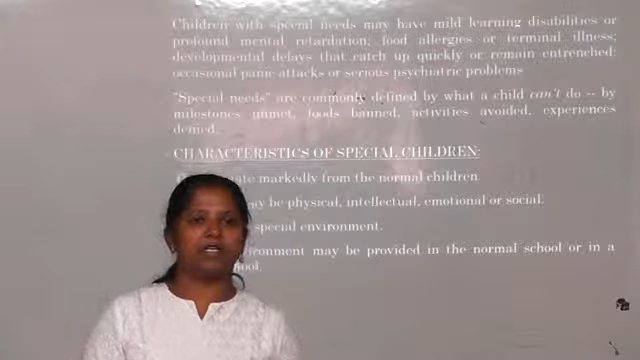 Children with special needs may have mild learning disabilities or
profound mental retardation; food allergies or terminal illness;
developmental delays that catch up quickly or remain entrenched;
occasional panic attacks or serious psychiatric problems
"Special needs" are commonly defined by what a child can't do -- by
milestones unmet, foods banned, activities avoided, experiences
denied.
CHARACTERISTICS OF SPECIAL CHILDREN:
markedly from the normal children
be physical, intellectual, emotional or social.
special environment.
may be provided in the normal school or in a